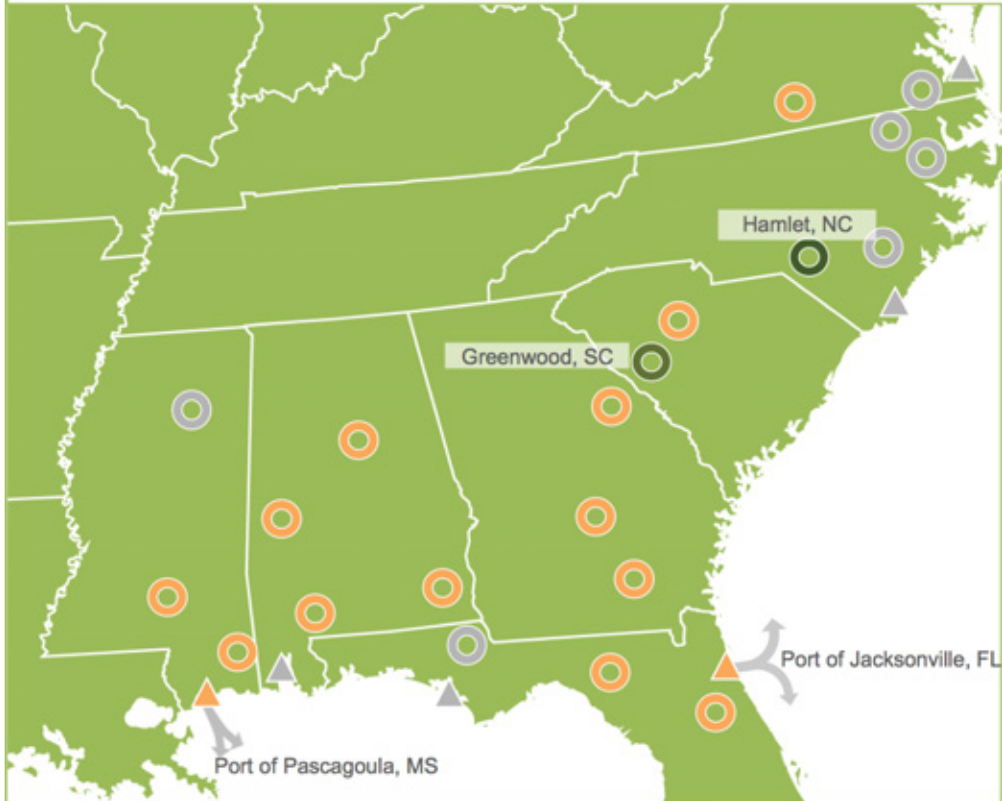 Hamlet, NC
Greenwood, SC
Port of Jacksonville, FL
Port of Pascagoula, MS